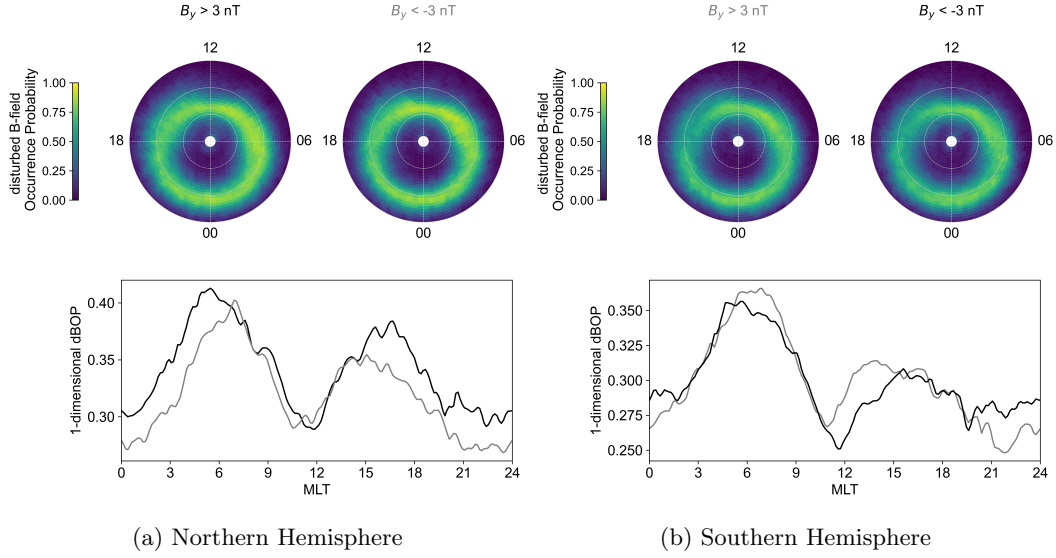 B_y > 3 nT
B_y < -3 nT
12
12
18
06
06
00
00
disturbed B-field
Occurrence Probability
1.00
0.75
0.50
0.25
0.00
1-dimensional dBOP
0.40
0.35
0.30
0 3 6 9 12 15 18 21 24
MLT
(a) Northern Hemisphere
B_y > 3 nT
B_y < -3 nT
12
12
18
06
06
00
00
disturbed B-field
Occurrence Probability
1.00
0.75
0.50
0.25
0.00
1-dimensional dBOP
0.350
0.325
0.300
0.275
0.250
0 3 6 9 12 15 18 21 24
MLT
(b) Southern Hemisphere